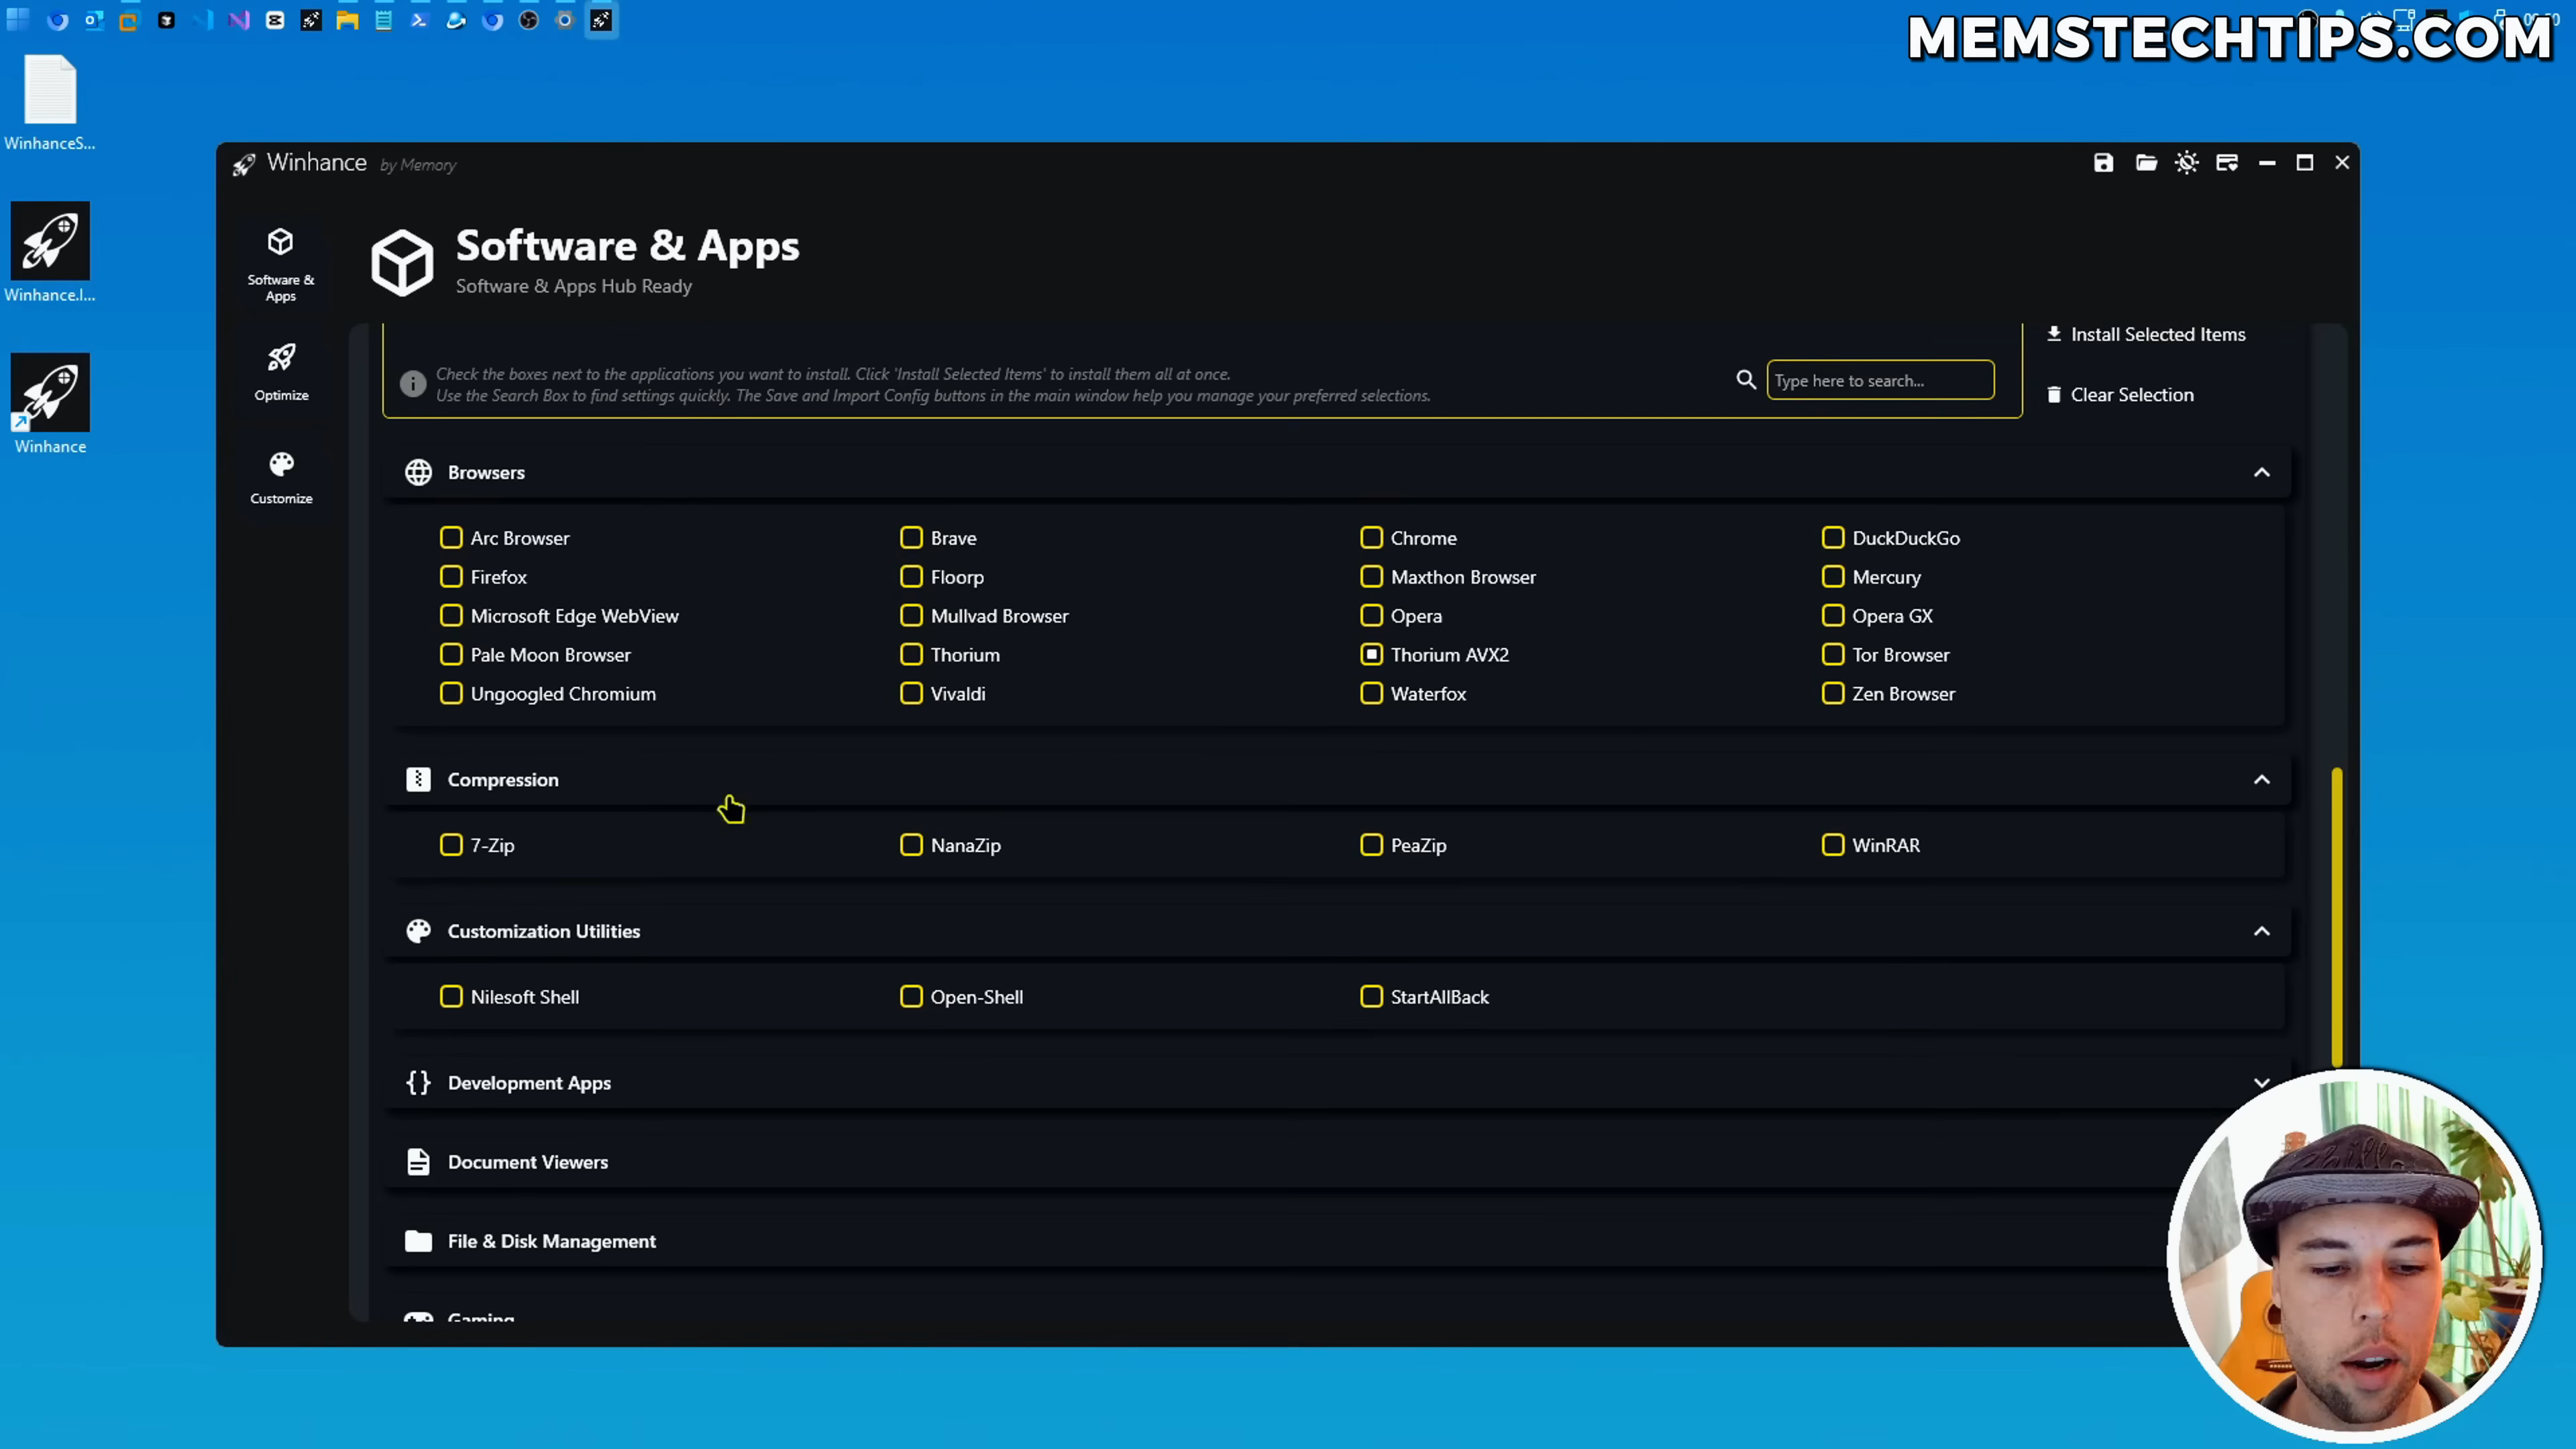 MEMSTECHTIPS.COM
WinhanceS...
Winhance.l...
Winhance
Winhance by Memory
Software & Apps
Optimize
Customize
Software & Apps
Software & Apps Hub Ready
Install Selected Items
Check the boxes next to the applications you want to install. Click 'Install Selected Items' to install them all at once.
Use the Search Box to find settings quickly. The Save and Import Config buttons in the main window help you manage your preferred selections.
Type here to search...
Clear Selection
Browsers
Arc Browser Brave Chrome DuckDuckGo
Firefox Floorp Maxthon Browser Mercury
Microsoft Edge WebView Mullvad Browser Opera Opera GX
Pale Moon Browser Thorium Thorium AVX2 Tor Browser
Ungoogled Chromium Vivaldi Waterfox Zen Browser
Compression
7-Zip NanaZip PeaZip WinRAR
Customization Utilities
Nilesoft Shell Open-Shell StartAllBack
Development Apps
Document Viewers
File & Disk Management
Gaming